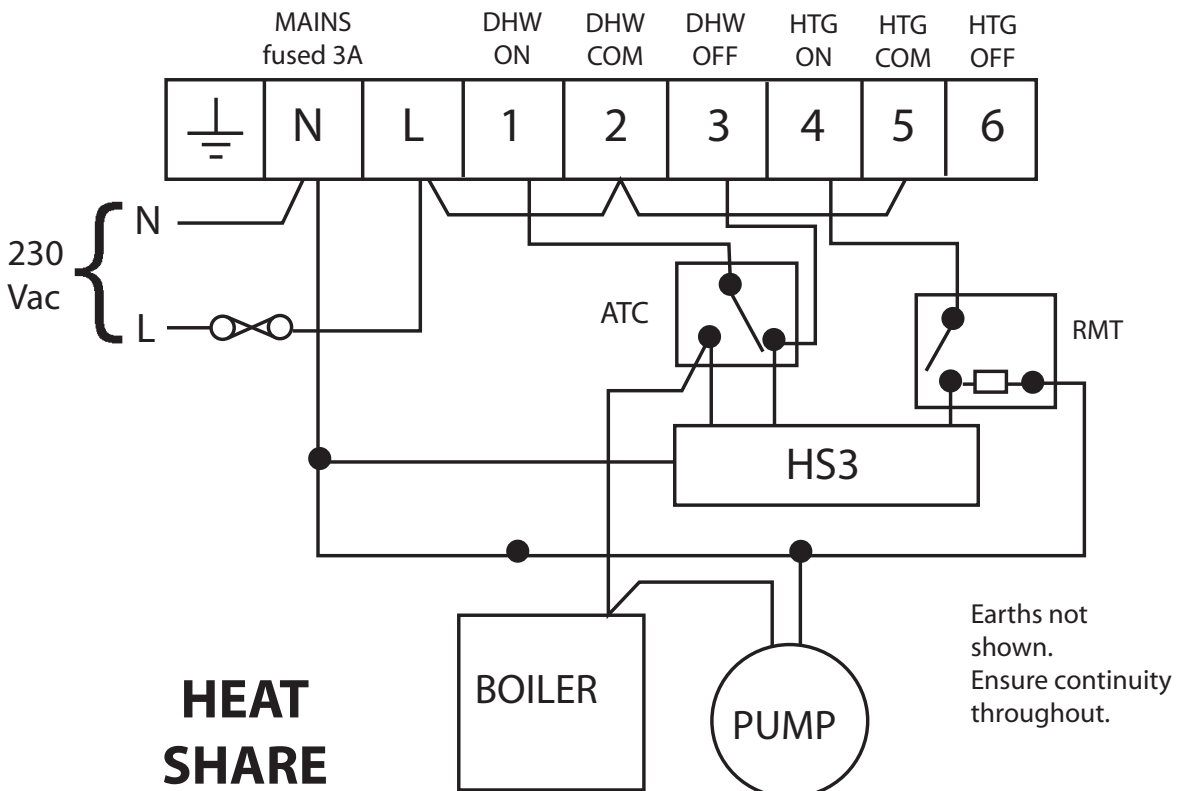 MAINS DHW DHW DHW HTG HTG HTG
fused 3A ON COM OFF ON COM OFF
N L 1 2 3 4 5 6
N
230
Vac
L
ATC
RMT
HS3
BOILER
PUMP
HEAT
SHARE
Earths not
shown.
Ensure continuity
throughout.